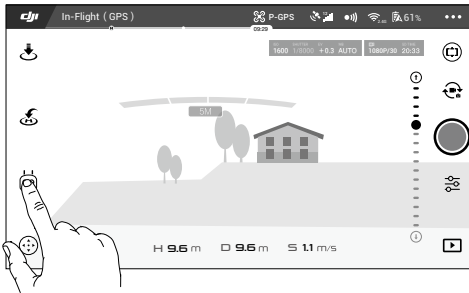 dji In-Flight ( GPS ) P-GPS 61%
09:29
1600 1/8000 +0.3 AUTO 1080P/30 20:33
5M
H 9.6 m D 9.6 m S 1.1 m/s